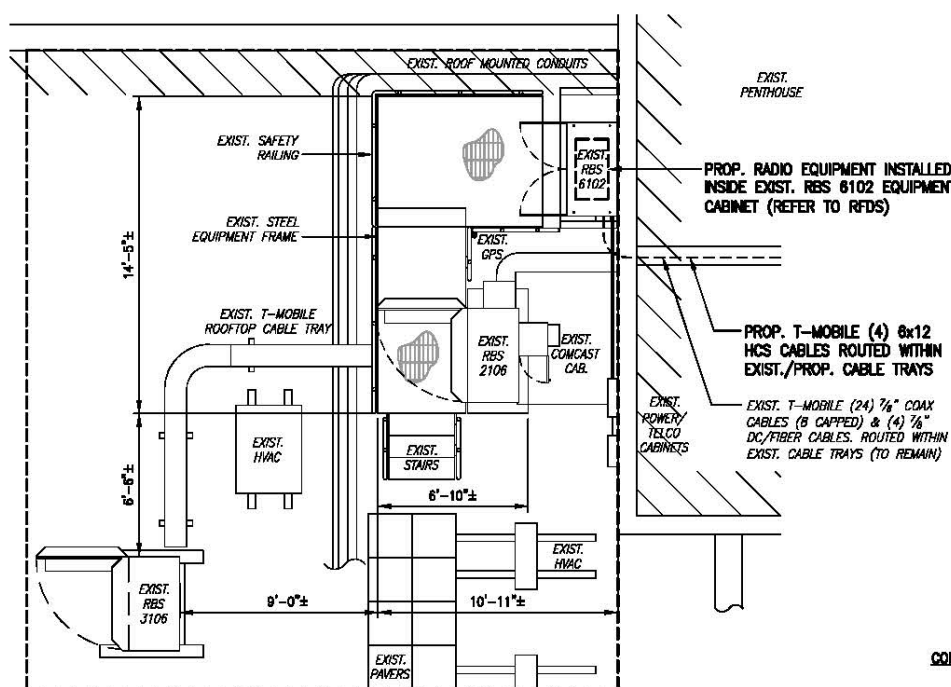 EXIST. ROOF MOUNTED CONDUITS
EXIST.
PENTHOUSE
EXIST. SAFETY
RAILING
EXIST.
RBS
6102
PROP. RADIO EQUIPMENT INSTALLED
INSIDE EXIST. RBS 6102 EQUIPMENT
CABINET (REFER TO RFDS)
EXIST. STEEL
EQUIPMENT FRAME
EXIST.
GPS
14'-5"±
EXIST. T-MOBILE
ROOFTOP CABLE TRAY
EXIST.
RBS
2106
EXIST.
COMCAST
CAB.
PROP. T-MOBILE (4) 6x12
HCS CABLES ROUTED WITHIN
EXIST./PROP. CABLE TRAYS
EXIST.
POWER/
TELCO
CABINETS
EXIST. T-MOBILE (24) 7/8" COAX
CABLES (8 CAPPED) & (4) 7/8"
DC/FIBER CABLES. ROUTED WITHIN
EXIST. CABLE TRAYS (TO REMAIN)
EXIST.
HVAC
EXIST.
STAIRS
6'-6"±
6'-10"±
EXIST.
HVAC
EXIST.
RBS
3106
9'-0"±
10'-11"±
EXIST.
PAVERS